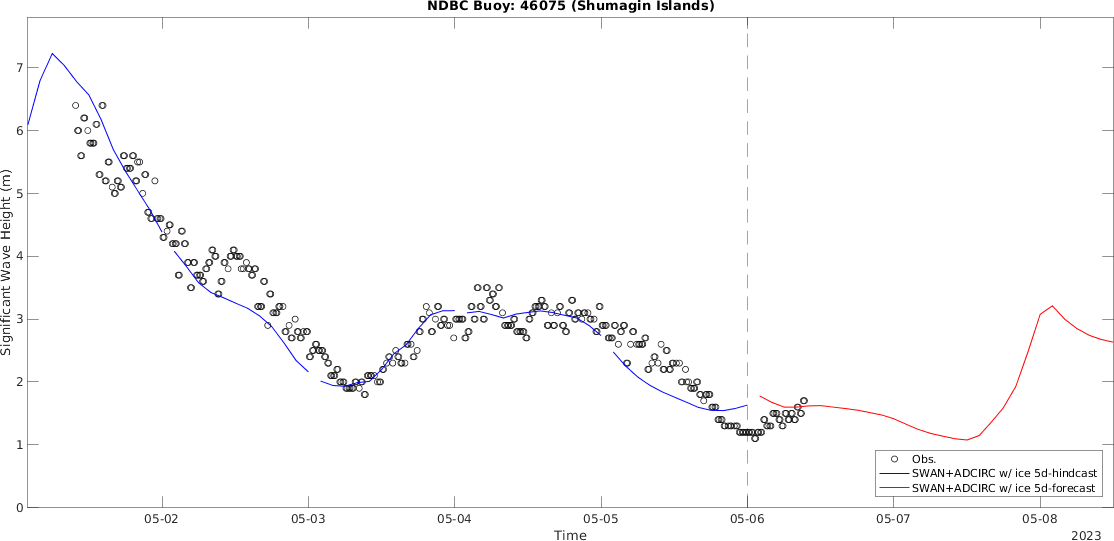 NDBC Buoy: 46075 (Shumagin Islands)
Significant Wave Height (m)
7
6
5
4
3
2
1
0
Obs.
SWAN+ADCIRC w/ ice 5d-hindcast
SWAN+ADCIRC w/ ice 5d-forecast
05-02 05-03 05-04 05-05 05-06 05-07 05-08
Time
2023